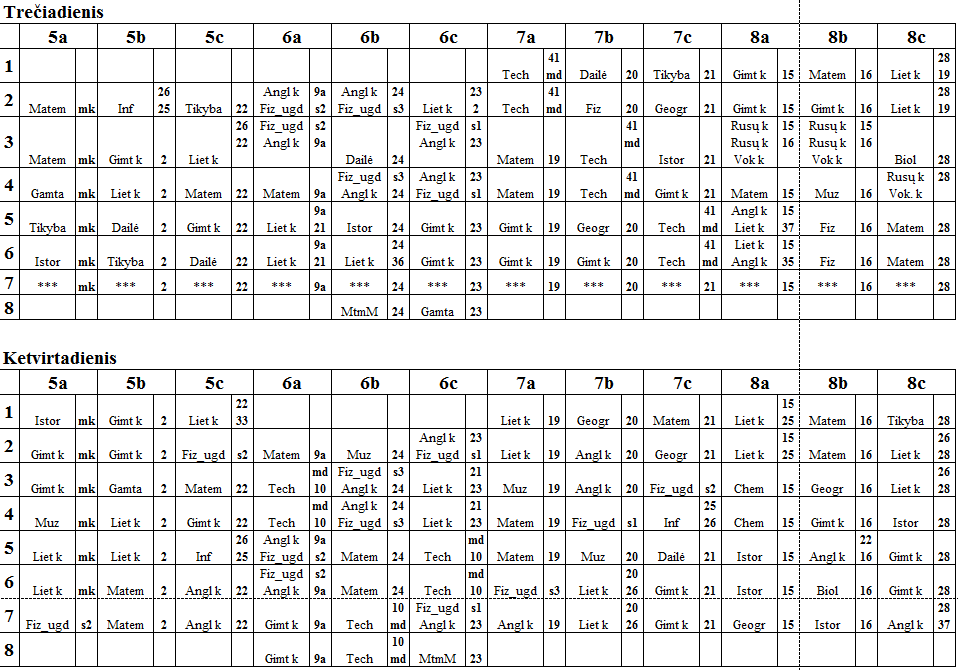 Trečiadienis
5a 5b 5c 6a 6b 6c 7a 7b 7c 8a 8b 8c
1 Tech 41 md Dailė 20 Tikyba 21 Gimt k 15 Matem 16 Liet k 28 19
2 Matem mk Inf 26 25 Tikyba 22 Angl k 9a Fiz_ugd s2 Angl k 24 Fiz_ugd s3 Liet k 23 2 Tech 41 md Fiz 20 Geogr 21 Gimt k 15 Gimt k 16 Liet k 28 19
3 Matem mk Gimt k 2 Liet k 26 22 Fiz_ugd s2 Angl k 9a Dailė 24 Fiz_ugd s1 Angl k 23 Matem 19 Tech 41 md Istor 21 Rusų k 15 Rusų k 16 Vok k Rusų k 15 Rusų k 16 Vok k Biol 28
4 Gamta mk Liet k 2 Matem 22 Matem 9a Fiz_ugd s3 Angl k 24 Angl k 23 Fiz_ugd s1 Matem 19 Tech 41 md Gimt k 21 Matem 15 Muz 16 Rusų k 28 Vok. k
5 Tikyba mk Dailė 2 Gimt k 22 Liet k 9a 21 Istor 24 Gimt k 23 Gimt k 19 Geogr 20 Tech 41 md Angl k 15 Liet k 37 Fiz 16 Matem 28
6 Istor mk Tikyba 2 Dailė 22 Liet k 9a 21 Liet k 24 36 Gimt k 23 Gimt k 19 Gimt k 20 Tech 41 md Liet k 15 Angl k 35 Fiz 16 Matem 28
7 *** mk *** 2 *** 22 *** 9a *** 24 *** 23 *** 19 *** 20 *** 21 *** 15 *** 16 *** 28
8 MtmM 24 Gamta 23
Ketvirtadienis
5a 5b 5c 6a 6b 6c 7a 7b 7c 8a 8b 8c
1 Istor mk Gimt k 2 Liet k 22 33 Liet k 19 Geogr 20 Matem 21 Liet k 15 25 Matem 16 Tikyba 28
2 Gimt k mk Gimt k 2 Fiz_ugd s2 Matem 9a Muz 24 Angl k 23 Fiz_ugd s1 Liet k 19 Angl k 20 Geogr 21 Liet k 15 25 Matem 16 Liet k 26 28
3 Gimt k mk Gamta 2 Matem 22 Tech md 10 Fiz_ugd s3 Angl k 24 Liet k 21 23 Muz 19 Angl k 20 Fiz_ugd s2 Chem 15 Geogr 16 Liet k 26 28
4 Muz mk Liet k 2 Gimt k 22 Tech md 10 Angl k 24 Fiz_ugd s3 Liet k 21 23 Matem 19 Fiz_ugd s1 Inf 25 26 Chem 15 Gimt k 16 Istor 28
5 Liet k mk Liet k 2 Inf 26 25 Angl k 9a Fiz_ugd s2 Matem 24 Tech md 10 Matem 19 Muz 20 Dailė 21 Istor 15 Angl k 22 16 Gimt k 28
6 Liet k mk Matem 2 Angl k 22 Fiz_ugd s2 Angl k 9a Matem 24 Tech md 10 Fiz_ugd s3 Liet k 20 26 Gimt k 21 Istor 15 Biol 16 Gimt k 28
7 Fiz_ugd s2 Matem 2 Angl k 22 Gimt k 9a Tech 10 md Fiz_ugd s1 Angl k 23 Angl k 19 Liet k 20 26 Gimt k 21 Geogr 15 Istor 16 Angl k 28 37
8 Gimt k 9a Tech 10 md MtmM 23